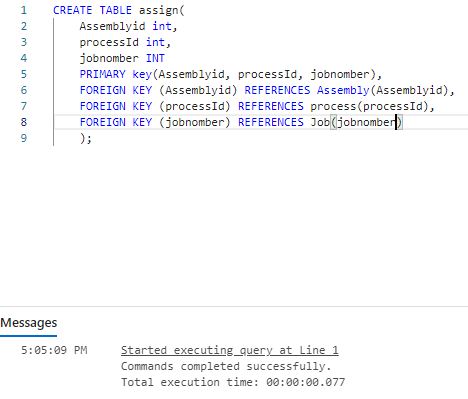 1 CREATE TABLE assign(
2 Assemblyid int,
3 processId int,
4 jobnomber INT
5 PRIMARY key(Assemblyid, processId, jobnomber),
6 FOREIGN KEY (Assemblyid) REFERENCES Assembly(Assemblyid),
7 FOREIGN KEY (processId) REFERENCES process(processId),
8 FOREIGN KEY (jobnomber) REFERENCES Job(jobnomber)
9 );
Messages
5:05:09 PM Started executing query at Line 1
Commands completed successfully.
Total execution time: 00:00:00.077